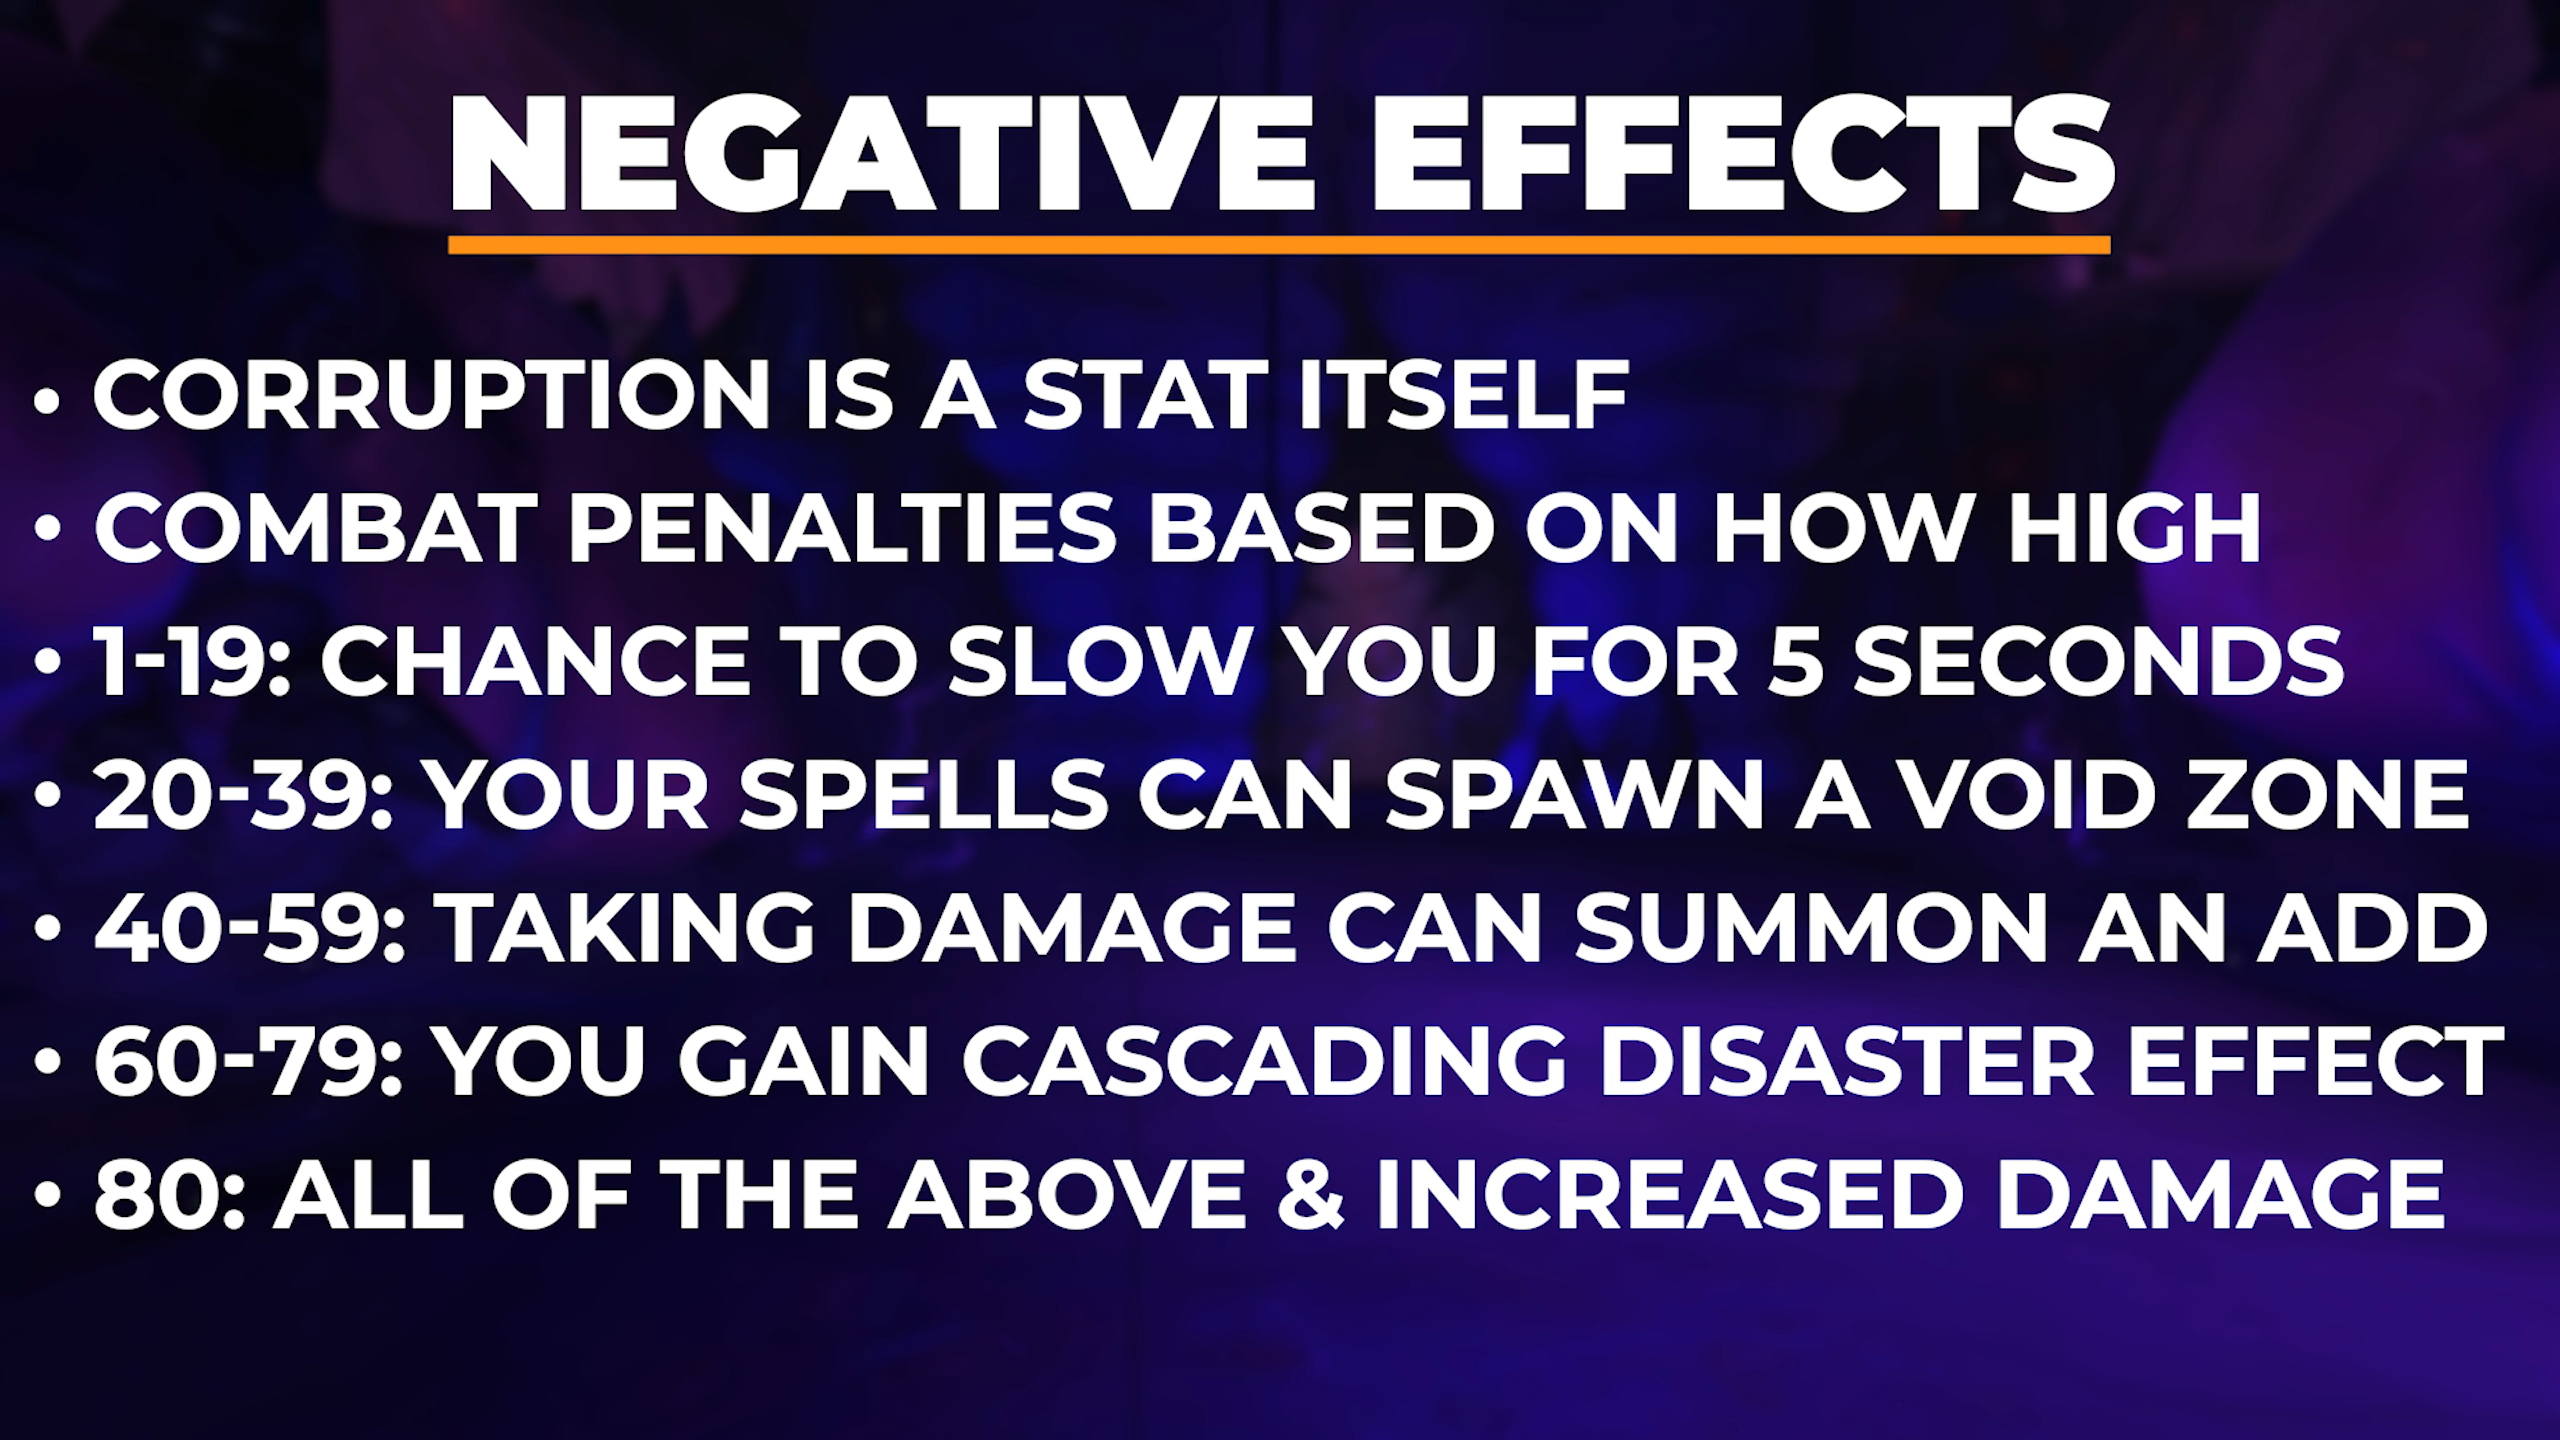 NEGATIVE EFFECTS
• CORRUPTION IS A STAT ITSELF
• COMBAT PENALTIES BASED ON HOW HIGH
• 1-19: CHANCE TO SLOW YOU FOR 5 SECONDS
• 20-39: YOUR SPELLS CAN SPAWN A VOID ZONE
• 40-59: TAKING DAMAGE CAN SUMMON AN ADD
• 60-79: YOU GAIN CASCADING DISASTER EFFECT
• 80: ALL OF THE ABOVE & INCREASED DAMAGE